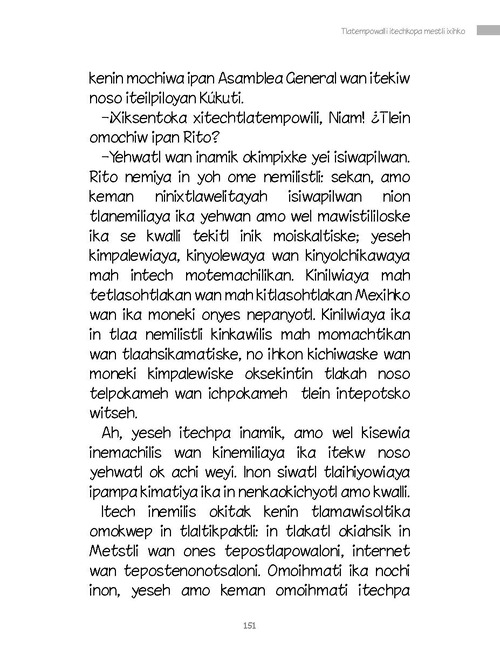 Tlatempowalli itechkopa mestli ixihko
kenin mochiwa ipan Asamblea General wan itekiw
noso iteilpiloyan Kúkuti.
–¡Xiksentoka xitechtlatempowili, Niam! ¿Tlein
omochiw ipan Rito?
–Yehwatl wan inamik okimpixke yei isiwapilwan.
Rito nemiya in yoh ome nemilistli: sekan, amo
keman ninixtlawelitayah isiwapilwan nion
tlanemiliaya ika yehwan amo wel mawistililoske
ika se kwalli tekitl inik moiskaltiske; yeseh
kimpalewiaya, kinyolewaya wan kinyolchikawaya
mah intech motemachilikan. Kinilwiaya mah
tetlasohtlakan wan mah kitlasohtlakan Mexihko
wan ika moneki onyes nepanyotl. Kinilwiaya ika
in tlaa nemilistli kinkawilis mah momachtikan
wan tlaahsikamatiske, no ihkon kichiwaske wan
moneki kimpalewiske oksekintin tlakah noso
telpokameh wan ichpokameh tlein intepotsko
witseh.
Ah, yeseh itechpa inamik, amo wel kisewia
inemachilis wan kinemiliaya ika itekw noso
yehwatl ok achi weyi. Inon siwatl tlaihiyowiaya
ipampa kimatiya ika in nenkaokichyotl amo kwalli.
Itech inemilis okitak kenin tlamawisoltika
omokwep in tlaltikpaktli: in tlakatl okiahsik in
Metstli wan ones tepostlapowaloni, internet
wan tepostenonotsaloni. Omoihmati ika nochi
inon, yeseh amo keman omoihmati itechpa
151